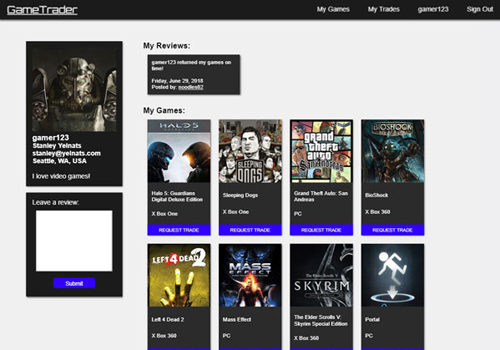 GameTrader
My Games
My Trades
gamer123
Sign Out
gamer123
Stanley Yelnats
stanley@yelnats.com
Seattle, WA, USA
I love video games!
Leave a review:
Submit
My Reviews:
gamer123 returned my games on
time!
Friday, June 29, 2018
Posted by: noodles02
My Games:
HALO 5
SLEEPING
DOGS
grand
theft
auto
SanAndreas
BIOSHOCK
Halo 5: Guardians
Digital Deluxe Edition
X Box One
REQUEST TRADE
Sleeping Dogs
X Box One
REQUEST TRADE
Grand Theft Auto: San
Andreas
PC
REQUEST TRADE
BioShock
X Box 360
REQUEST TRADE
LEFT 4 DEAD 2
MASS
EFFECT
The Elder Scrolls V
SKYRIM
Left 4 Dead 2
X Box 360
Mass Effect
PC
The Elder Scrolls V:
Skyrim Special Edition
X Box 360
Portal
PC